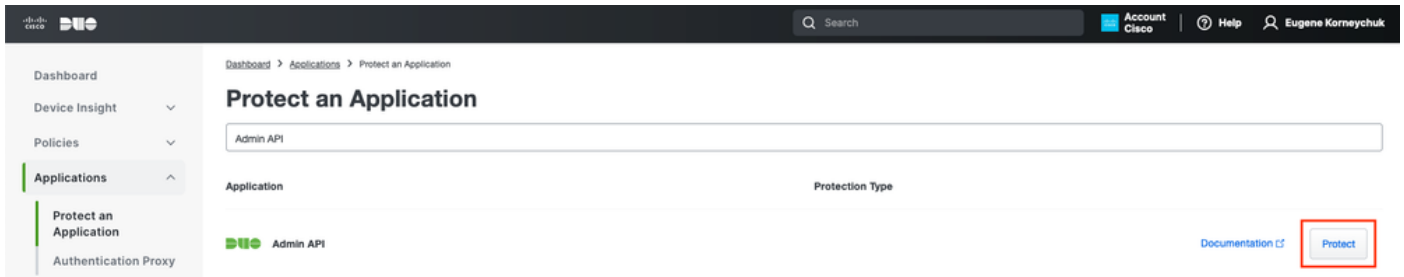 cisco DUO
Search
Account
Cisco
Help
Eugene Korneychuk
Dashboard
Device Insight
Policies
Applications
Protect an
Application
Authentication Proxy
Dashboard > Applications > Protect an Application
Protect an Application
Admin API
Application Protection Type
DUO Admin API Documentation Protect